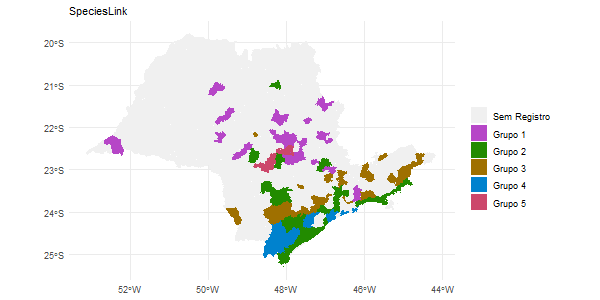 SpeciesLink
20°S
21°S
22°S
23°S
24°S
25°S
52°W
50°W
48°W
46°W
44°W
Sem Registro
Grupo 1
Grupo 2
Grupo 3
Grupo 4
Grupo 5